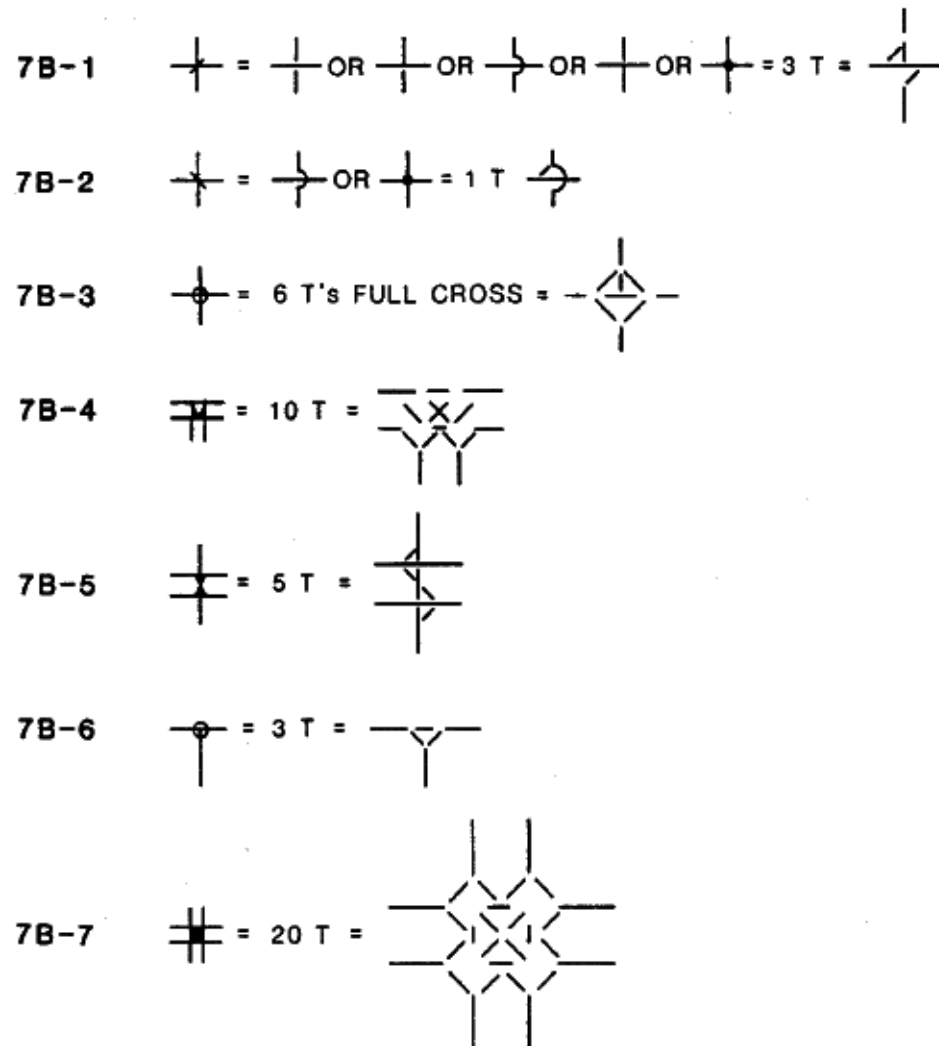 7B-1 = OR OR OR OR = 3 T =
7B-2 = OR = 1 T
7B-3 = 6 T's FULL CROSS =
7B-4 = 10 T =
7B-5 = 5 T =
7B-6 = 3 T =
7B-7 = 20 T =